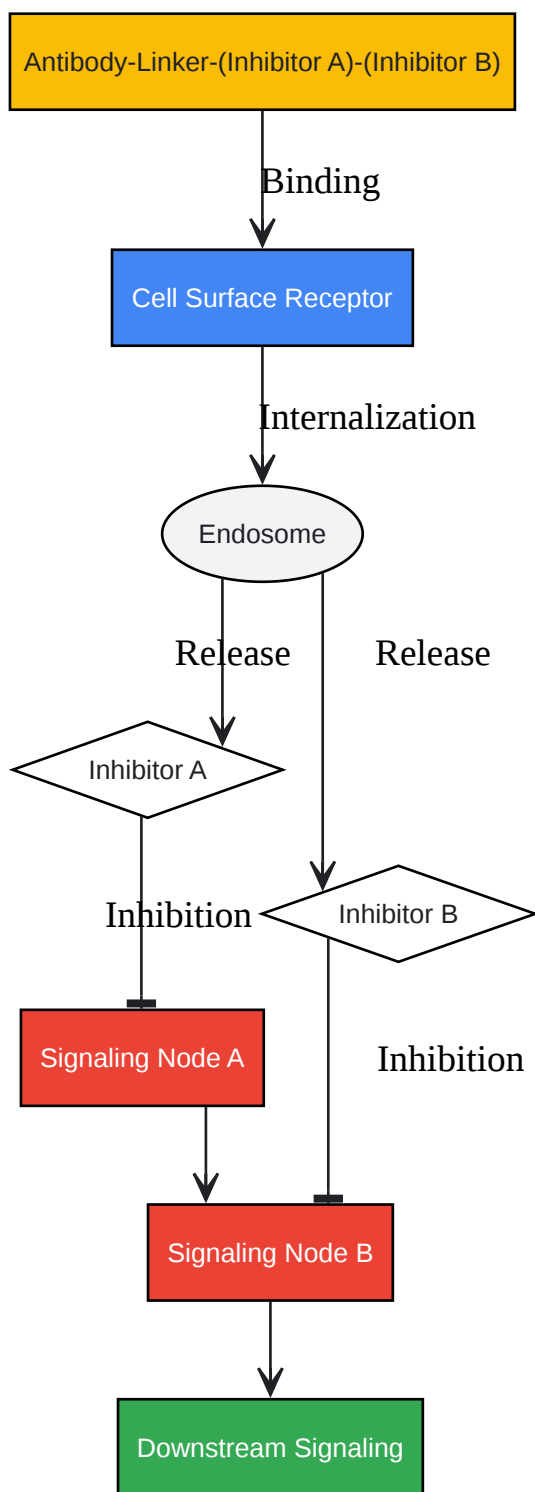 Antibody-Linker-(Inhibitor A)-(Inhibitor B)
Binding
Cell Surface Receptor
Internalization
Endosome
Release
Release
Inhibitor A
Inhibition
Inhibitor B
Signaling Node A
Inhibition
Signaling Node B
Downstream Signaling